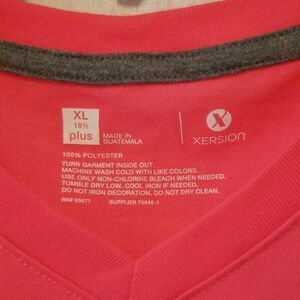 XL
18½
plus
MADE IN
GUATEMALA
X
XERSION
100% POLYESTER
TURN GARMENT INSIDE OUT.
MACHINE WASH COLD WITH LIKE COLORS.
USE ONLY NON-CHLORINE BLEACH WHEN NEEDED.
TUMBLE DRY LOW. COOL IRON IF NEEDED.
DO NOT IRON DECORATION. DO NOT DRY CLEAN.
RN# 93677 SUPPLIER 70945-1